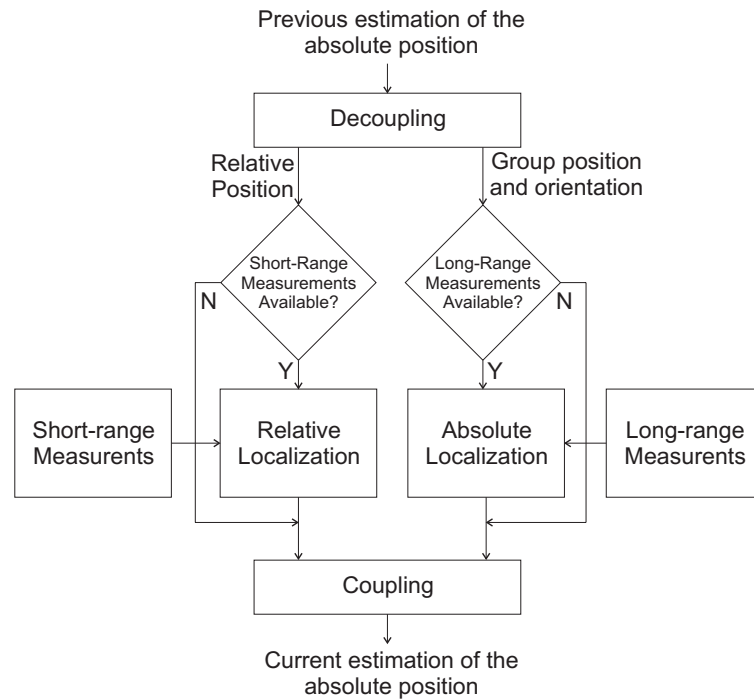 Previous estimation of the
absolute position
Decoupling
Relative
Position
Group position
and orientation
Short-Range
Measurements
Available?
Long-Range
Measurements
Available?
N
N
Y
Y
Short-range
Measurents
Relative
Localization
Absolute
Localization
Long-range
Measurents
Coupling
Current estimation of the
absolute position